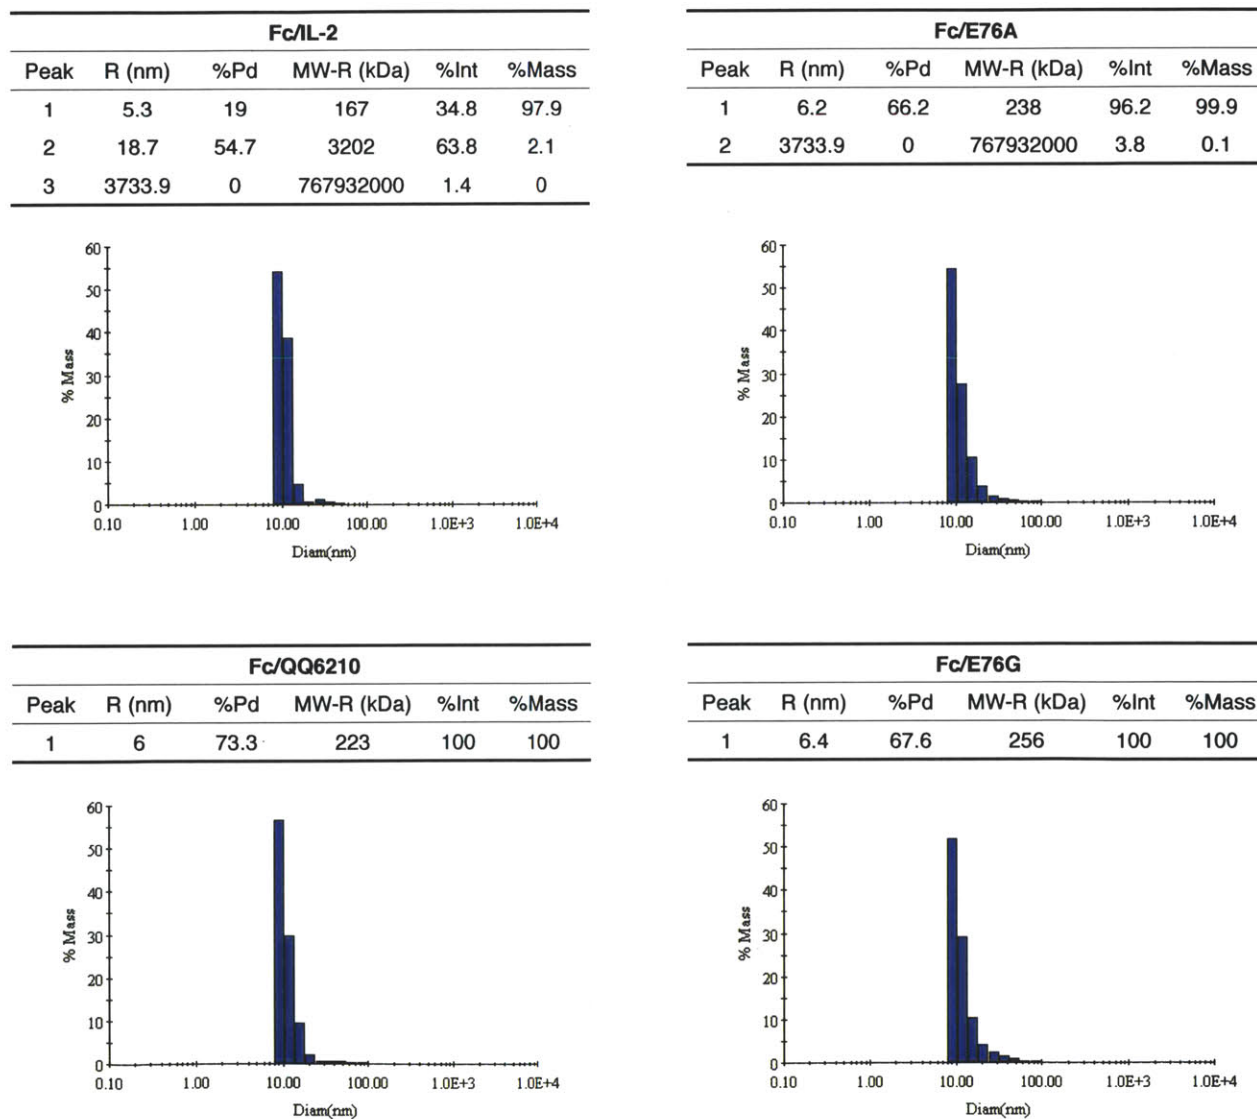 Fc/IL-2
Peak R (nm) %Pd MW-R (kDa) %Int %Mass
1 5.3 19 167 34.8 97.9
2 18.7 54.7 3202 63.8 2.1
3 3733.9 0 767932000 1.4 0
60
50
40
30
20
10
0
% Mass
0.10 1.00 10.00 100.00 1.0E+3 1.0E+4
Diam(nm)
Fc/E76A
Peak R (nm) %Pd MW-R (kDa) %Int %Mass
1 6.2 66.2 238 96.2 99.9
2 3733.9 0 767932000 3.8 0.1
60
50
40
30
20
10
0
% Mass
0.10 1.00 10.00 100.00 1.0E+3 1.0E+4
Diam(nm)
Fc/QQ6210
Peak R (nm) %Pd MW-R (kDa) %Int %Mass
1 6 73.3 223 100 100
60
50
40
30
20
10
0
% Mass
0.10 1.00 10.00 100.00 1.0E+3 1.0E+4
Diam(nm)
Fc/E76G
Peak R (nm) %Pd MW-R (kDa) %Int %Mass
1 6.4 67.6 256 100 100
60
50
40
30
20
10
0
% Mass
0.10 1.00 10.00 100.00 1.0E+3 1.0E+4
Diam(nm)